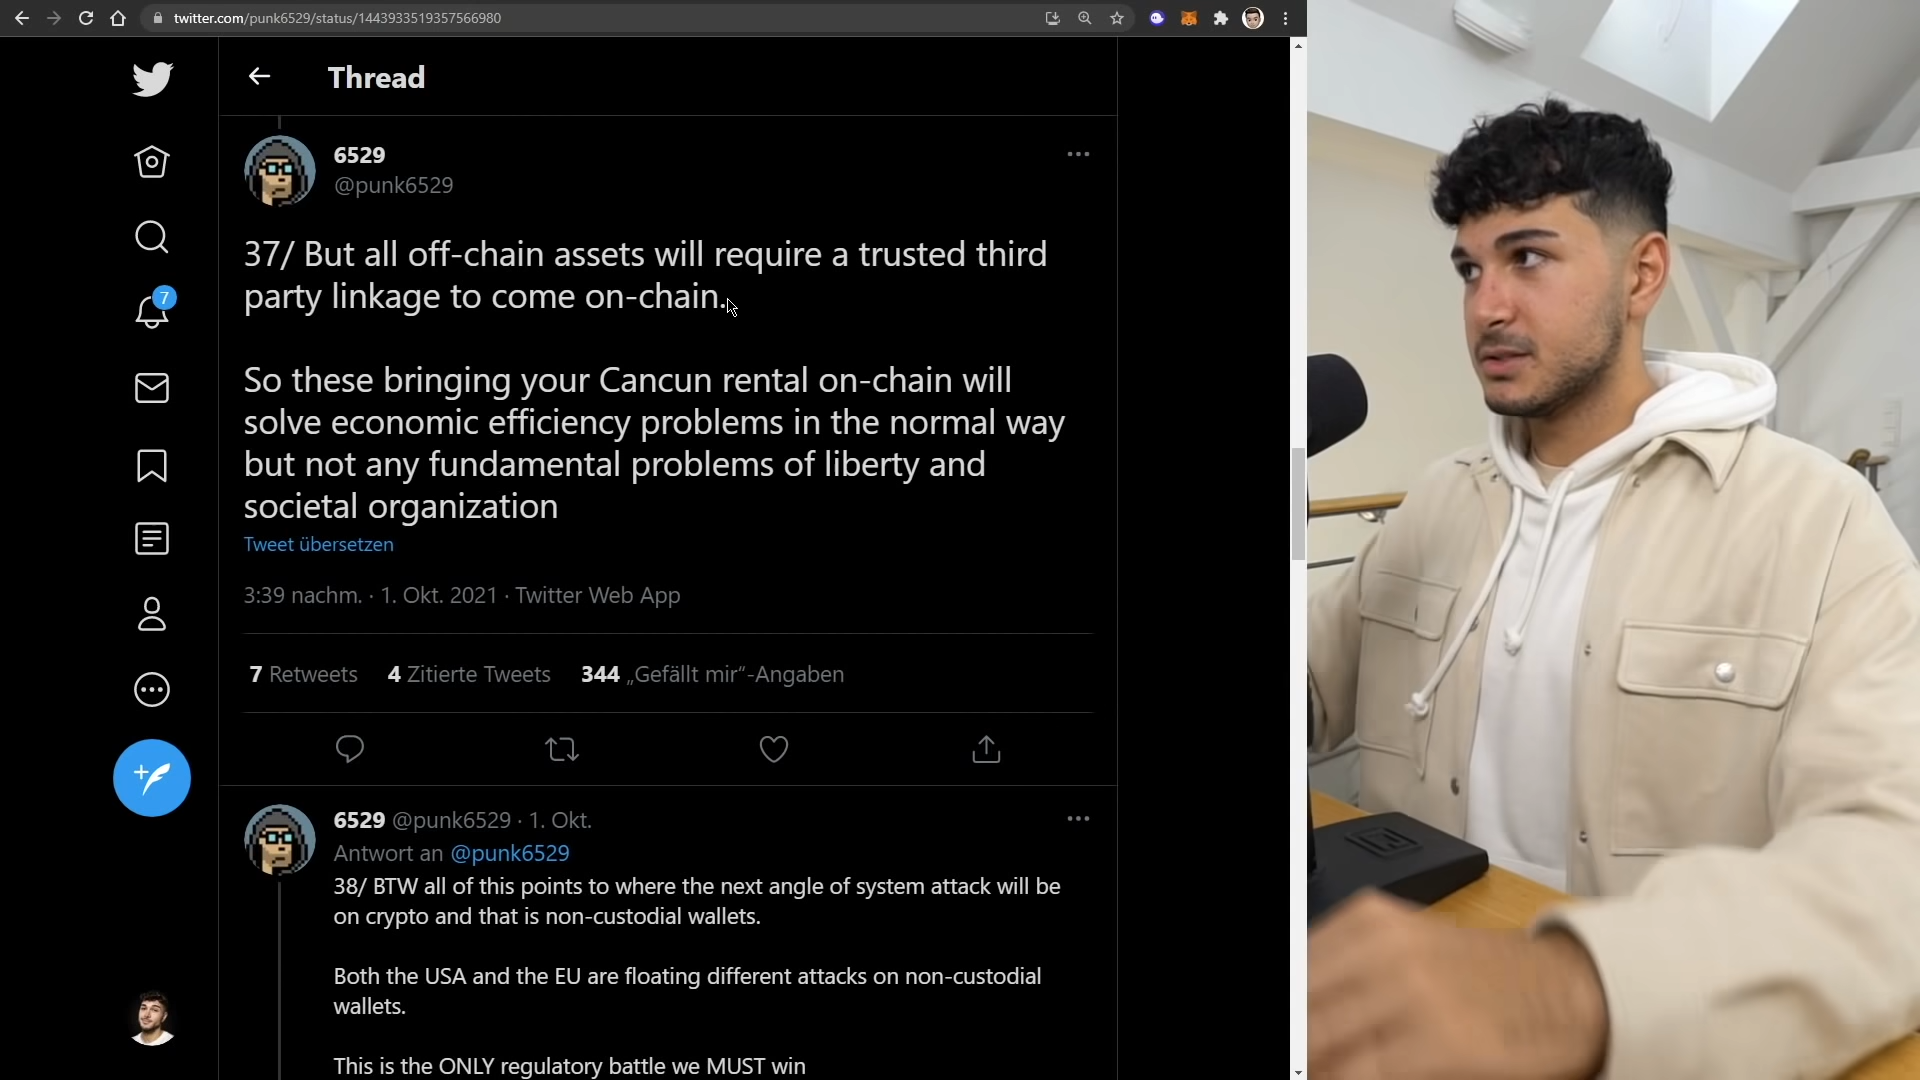 twitter.com/punk6529/status/1443933519357566980
Thread
6529
@punk6529
37/ But all off-chain assets will require a trusted third
party linkage to come on-chain.
So these bringing your Cancun rental on-chain will
solve economic efficiency problems in the normal way
but not any fundamental problems of liberty and
societal organization
Tweet übersetzen
3:39 nachm. · 1. Okt. 2021 · Twitter Web App
7 Retweets 4 Zitierte Tweets 344 „Gefällt mir“-Angaben
7
6529 @punk6529 · 1. Okt.
Antwort an @punk6529
38/ BTW all of this points to where the next angle of system attack will be
on crypto and that is non-custodial wallets.
Both the USA and the EU are floating different attacks on non-custodial
wallets.
This is the ONLY regulatory battle we MUST win